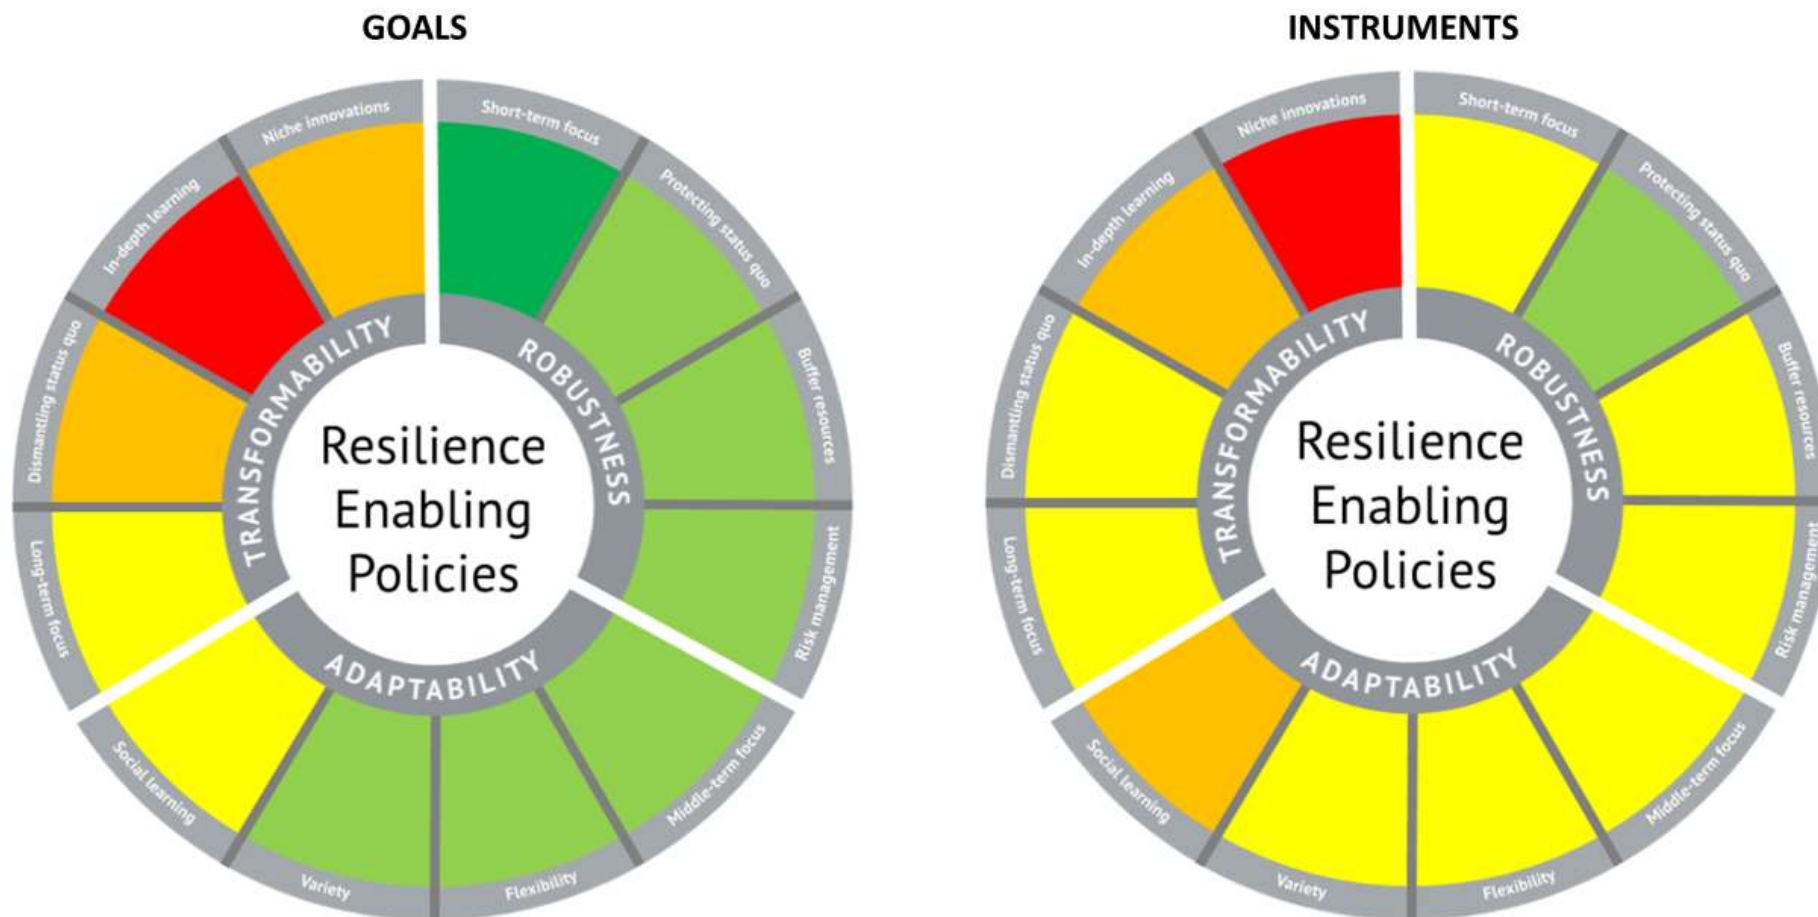 GOALS
Short-term focus
Protecting status quo
Buffer resources
Risk management
Middle-term focus
Flexibility
Variety
Social learning
Long-term focus
Dismantling status quo
In-depth learning
Niche innovations
ROBUSTNESS
ADAPTABILITY
TRANSFORMABILITY
Resilience
Enabling
Policies
INSTRUMENTS
Short-term focus
Protecting status quo
Buffer resources
Risk management
Middle-term focus
Flexibility
Variety
Social learning
Long-term focus
Dismantling status quo
In-depth learning
Niche innovations
ROBUSTNESS
ADAPTABILITY
TRANSFORMABILITY
Resilience
Enabling
Policies